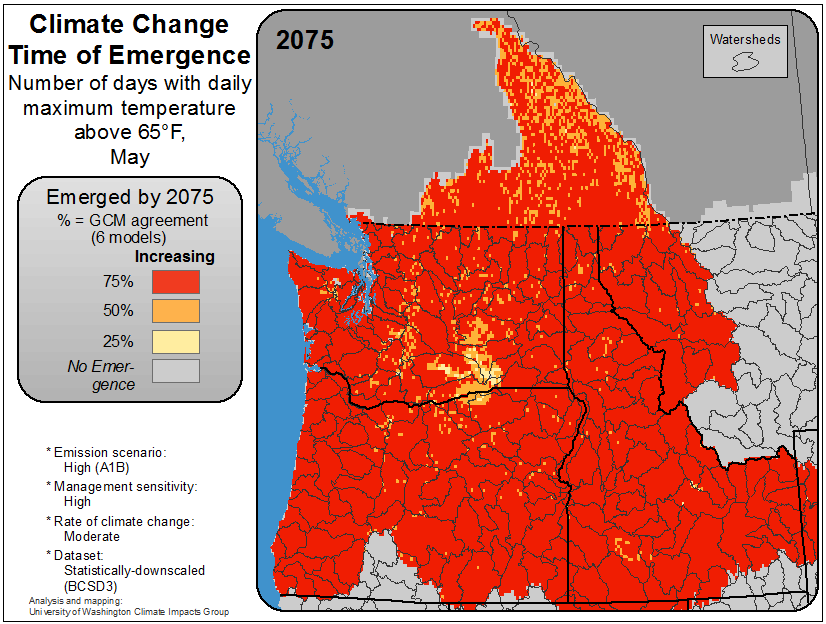 Climate Change
Time of Emergence
Number of days with daily
maximum temperature
above 65°F,
May
Emerged by 2075
% = GCM agreement
(6 models)
Increasing
75%
50%
25%
No Emer-
gence
* Emission scenario:
High (A1B)
* Management sensitivity:
High
* Rate of climate change:
Moderate
* Dataset:
Statistically-downscaled
(BCSD3)
Analysis and mapping:
University of Washington Climate Impacts Group
2075
Watersheds